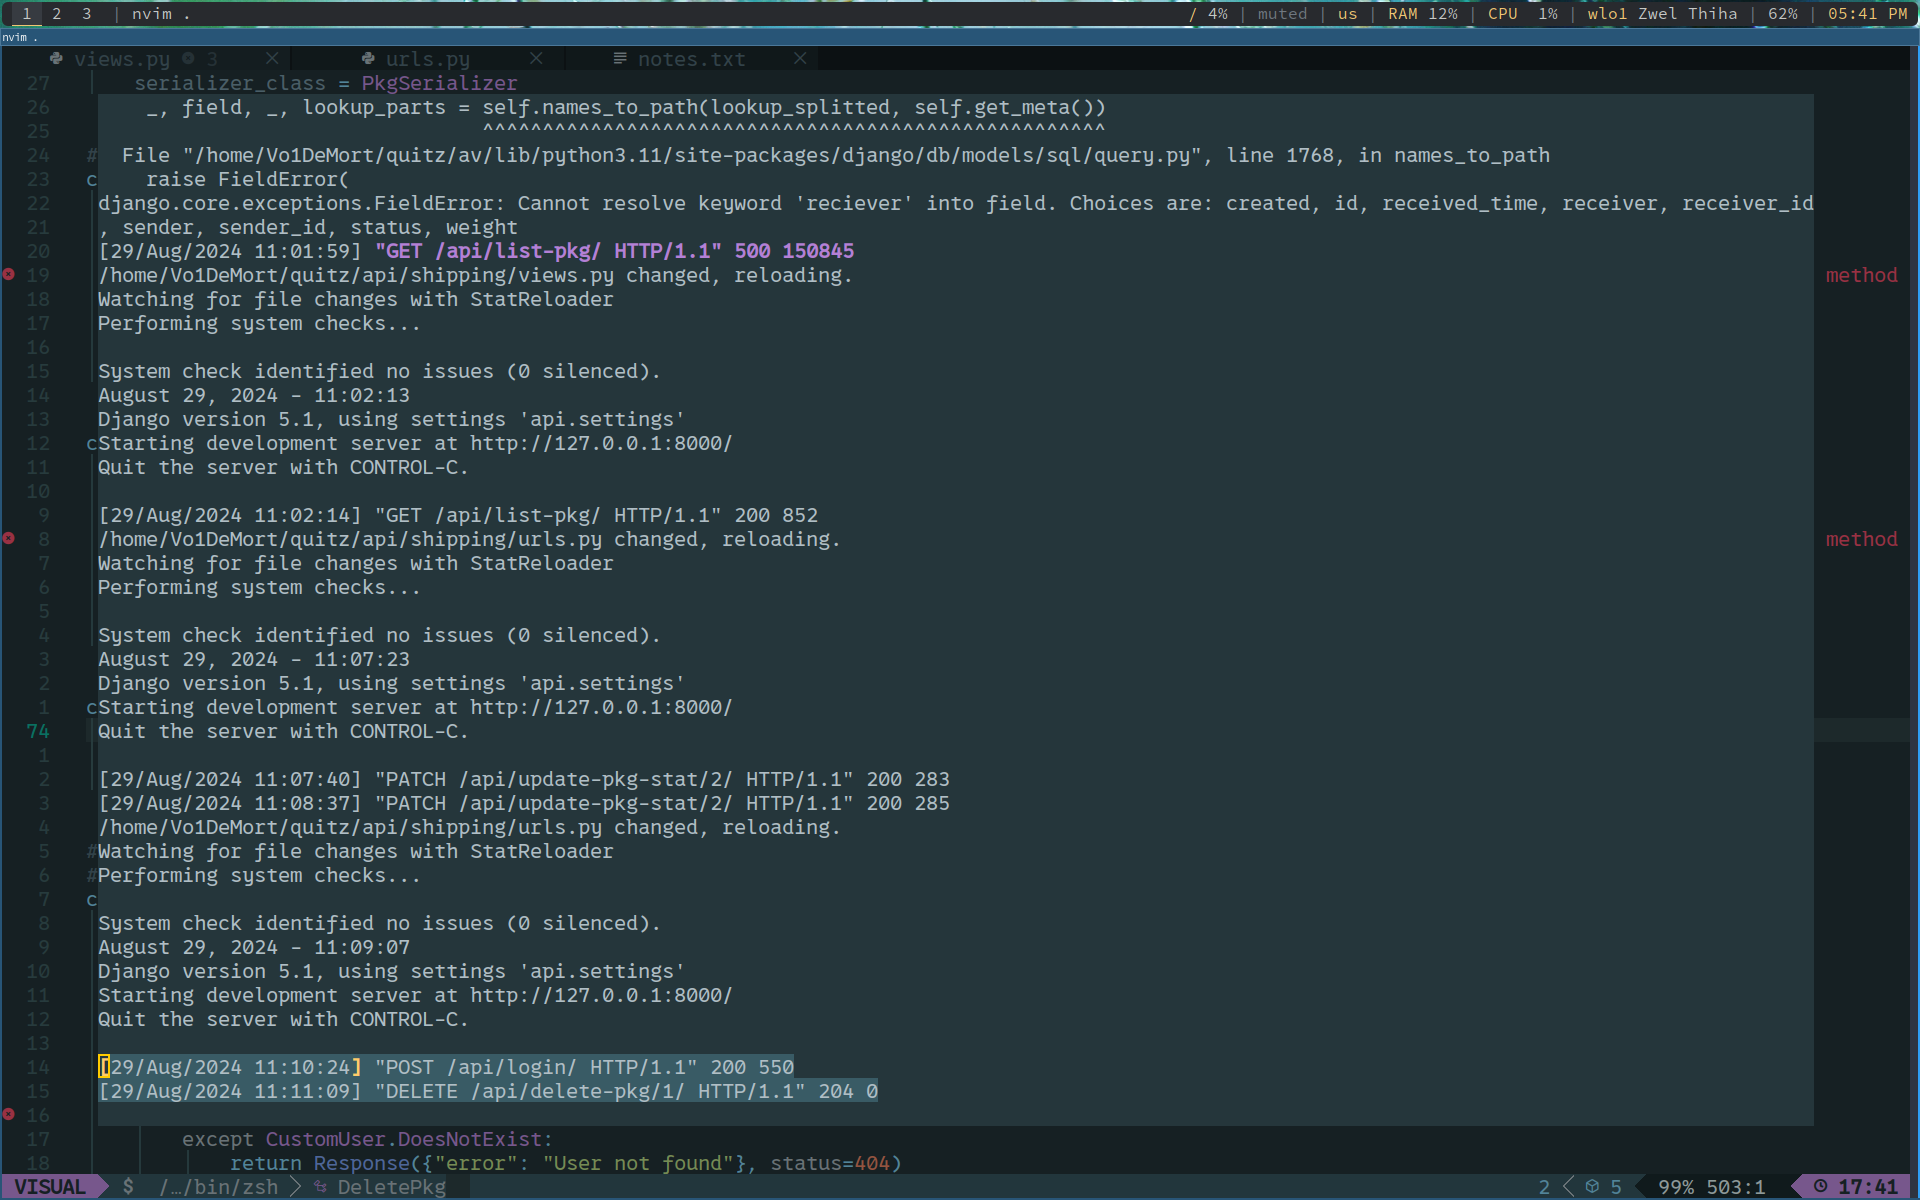 1 2 3 | nvim . / 4% | muted | us | RAM 12% | CPU 1% | wlo1 Zwel Thiha | 62% | 05:41 PM
nvim .
views.py 3 urls.py notes.txt
27 serializer_class = PkgSerializer
26 _, field, _, lookup_parts = self.names_to_path(lookup_splitted, self.get_meta())
25 ^^^^^^^^^^^^^^^^^^^^^^^^^^^^^^^^^^^^^^^^^^^^^^^^^^^^
24 # File "/home/Vo1DeMort/quitz/av/lib/python3.11/site-packages/django/db/models/sql/query.py", line 1768, in names_to_path
23 c raise FieldError(
22 django.core.exceptions.FieldError: Cannot resolve keyword 'reciever' into field. Choices are: created, id, received_time, receiver, receiver_id
21 , sender, sender_id, status, weight
20 [29/Aug/2024 11:01:59] "GET /api/list-pkg/ HTTP/1.1" 500 150845
19 /home/Vo1DeMort/quitz/api/shipping/views.py changed, reloading. method
18 Watching for file changes with StatReloader
17 Performing system checks...
16
15 System check identified no issues (0 silenced).
14 August 29, 2024 - 11:02:13
13 Django version 5.1, using settings 'api.settings'
12 cStarting development server at http://127.0.0.1:8000/
11 Quit the server with CONTROL-C.
10
9 [29/Aug/2024 11:02:14] "GET /api/list-pkg/ HTTP/1.1" 200 852
8 /home/Vo1DeMort/quitz/api/shipping/urls.py changed, reloading. method
7 Watching for file changes with StatReloader
6 Performing system checks...
5
4 System check identified no issues (0 silenced).
3 August 29, 2024 - 11:07:23
2 Django version 5.1, using settings 'api.settings'
1 cStarting development server at http://127.0.0.1:8000/
74 Quit the server with CONTROL-C.
1
2 [29/Aug/2024 11:07:40] "PATCH /api/update-pkg-stat/2/ HTTP/1.1" 200 283
3 [29/Aug/2024 11:08:37] "PATCH /api/update-pkg-stat/2/ HTTP/1.1" 200 285
4 /home/Vo1DeMort/quitz/api/shipping/urls.py changed, reloading.
5 #Watching for file changes with StatReloader
6 #Performing system checks...
7 c
8 System check identified no issues (0 silenced).
9 August 29, 2024 - 11:09:07
10 Django version 5.1, using settings 'api.settings'
11 Starting development server at http://127.0.0.1:8000/
12 Quit the server with CONTROL-C.
13
14 [29/Aug/2024 11:10:24] "POST /api/login/ HTTP/1.1" 200 550
15 [29/Aug/2024 11:11:09] "DELETE /api/delete-pkg/1/ HTTP/1.1" 204 0
16
17 except CustomUser.DoesNotExist:
18 return Response({"error": "User not found"}, status=404)
VISUAL $ /…/bin/zsh DeletePkg 2 5 99% 503:1 17:41